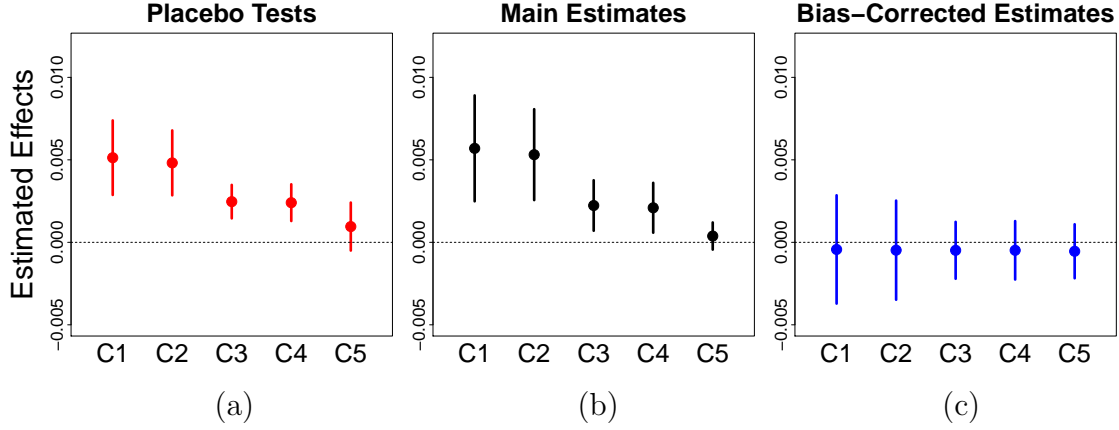 Placebo Tests
Main Estimates
Bias−Corrected Estimates
Estimated Effects
0.010
0.005
0.000
−0.005
0.010
0.005
0.000
−0.005
0.010
0.005
0.000
−0.005
C1 C2 C3 C4 C5
C1 C2 C3 C4 C5
C1 C2 C3 C4 C5
(a)
(b)
(c)